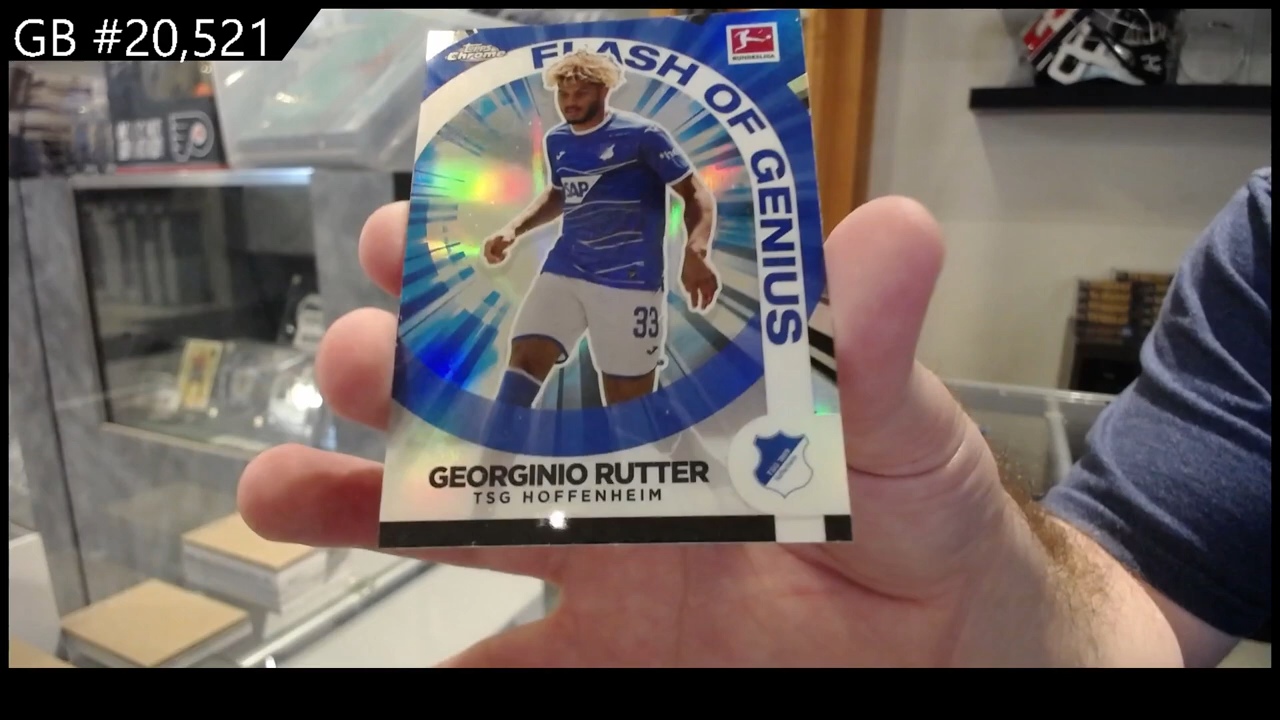 GB #20,521
Topps
Chrome
FLASH OF GENIUS
BUNDESLIGA
SAP
33
GEORGINIO RUTTER
TSG HOFFENHEIM